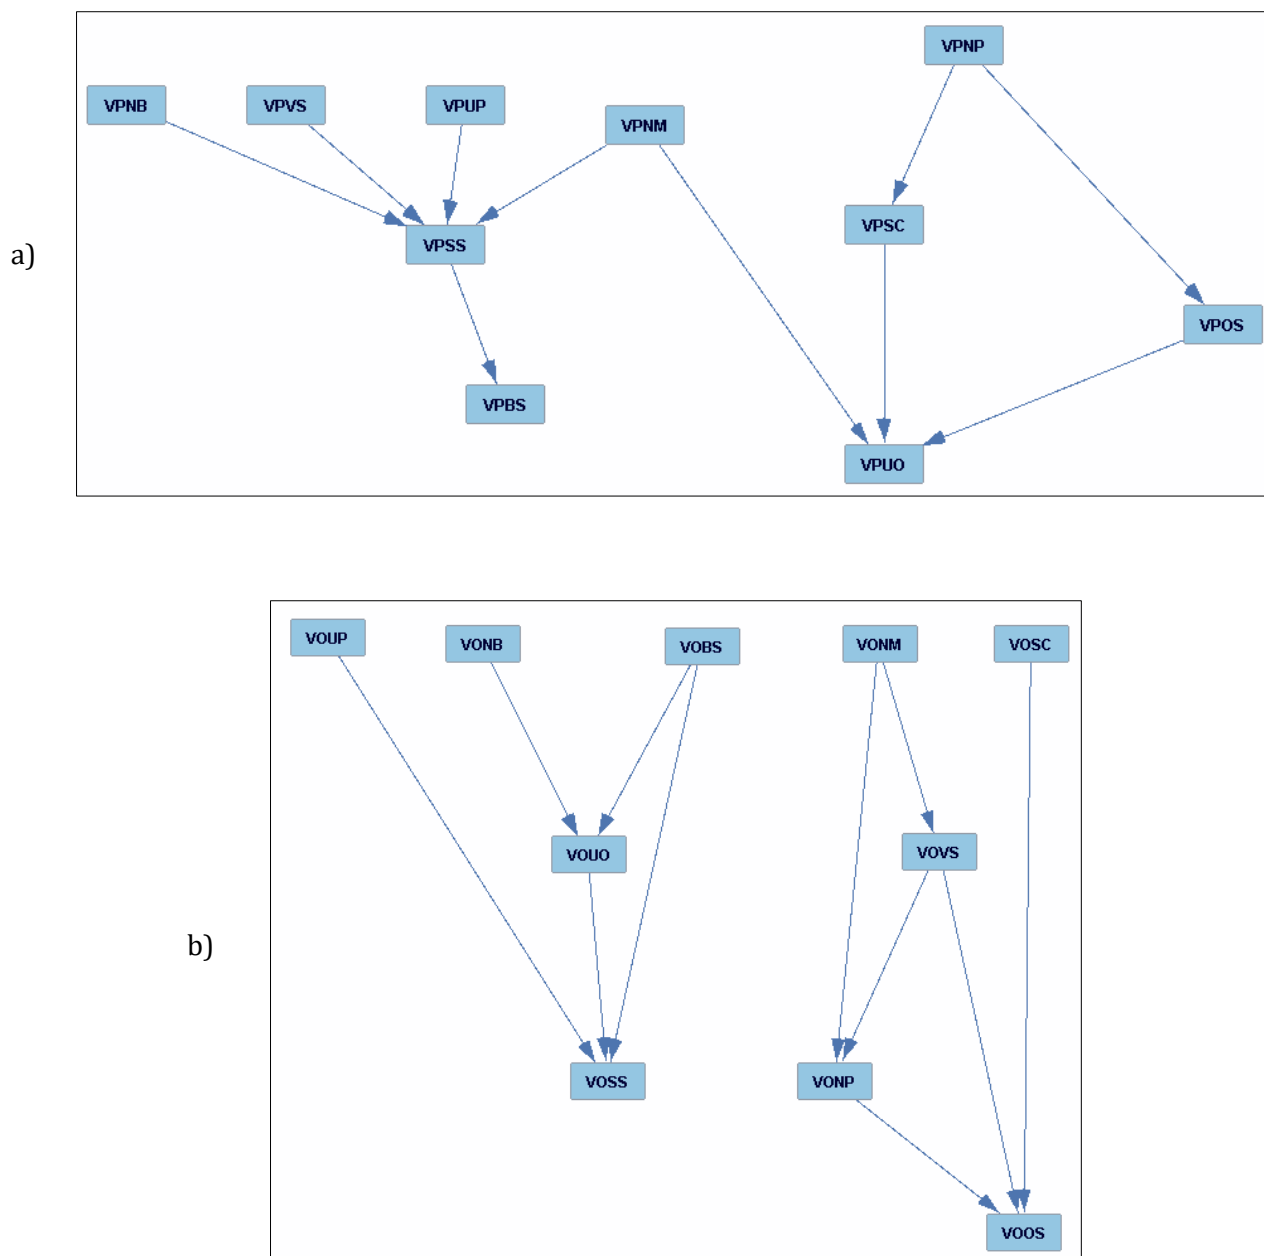 VPNP
VPNB VPVS VPUP
VPNM
VPSC
a)
VPSS
VPOS
VPBS
VPUO
VOUP VONB VOBS VONM VOSC
VOUO VOVS
b)
VOSS VONP
VOOS